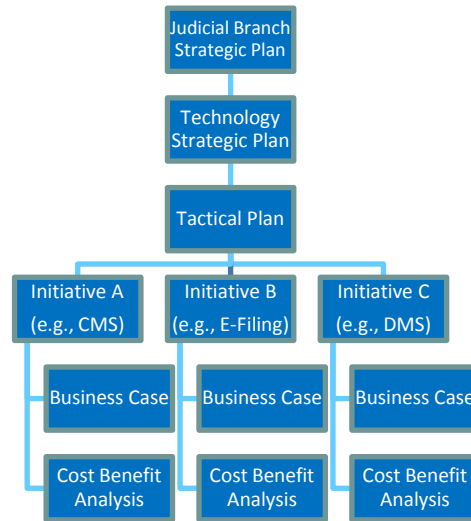 Judicial Branch
Strategic Plan
Technology
Strategic Plan
Tactical Plan
Initiative A
(e.g., CMS)
Initiative B
(e.g., E-Filing)
Initiative C
(e.g., DMS)
Business Case
Business Case
Business Case
Cost Benefit
Analysis
Cost Benefit
Analysis
Cost Benefit
Analysis